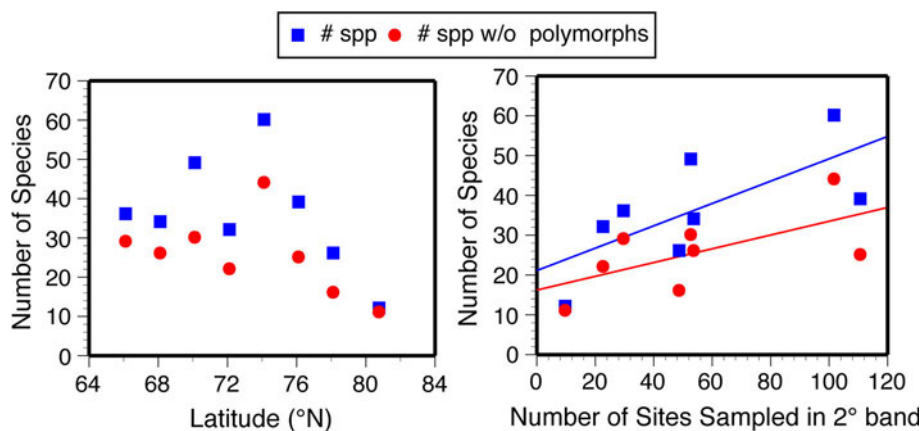 # spp # spp w/o polymorphs
Number of Species
70
60
50
40
30
20
10
0
64 68 72 76 80 84
Latitude (°N)
Number of Species
70
60
50
40
30
20
10
0
0 20 40 60 80 100 120
Number of Sites Sampled in 2° band